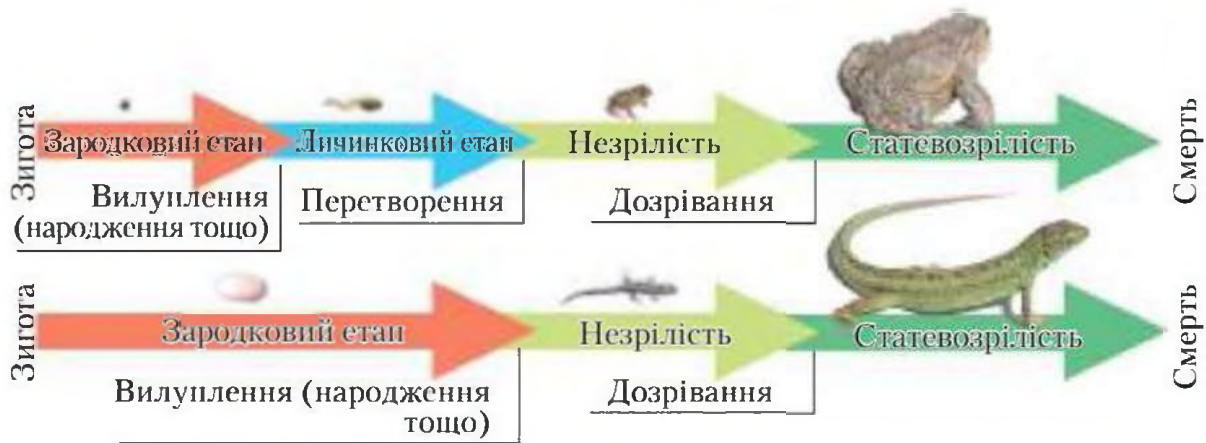 Зигота
Зародковий етап
Личинковий етап
Незрілість
Статевозрілість
Смерть
Вилуплення
(народження тощо)
Перетворення
Дозрівання
Зигота
Зародковий етап
Незрілість
Статевозрілість
Смерть
Вилуплення (народження
тощо)
Дозрівання